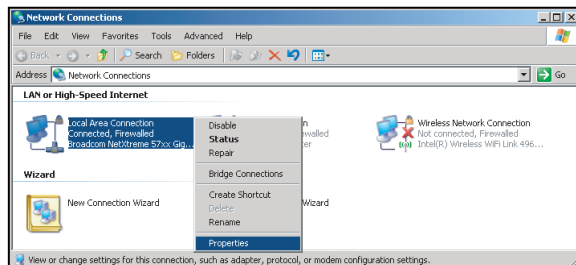 Network Connections
File Edit View Favorites Tools Advanced Help
Back Search Folders
Address Network Connections Go
LAN or High-Speed Internet
Local Area Connection
Connected, Firewalled
Broadcom NetXtreme 57xx Gig...
Disable
Status
Repair
Bridge Connections
Create Shortcut
Delete
Rename
Properties
Wireless Network Connection
Not connected, Firewalled
Intel(R) Wireless WiFi Link 496...
Wizard
New Connection Wizard
Wizard
View or change settings for this connection, such as adapter, protocol, or modem configuration settings.